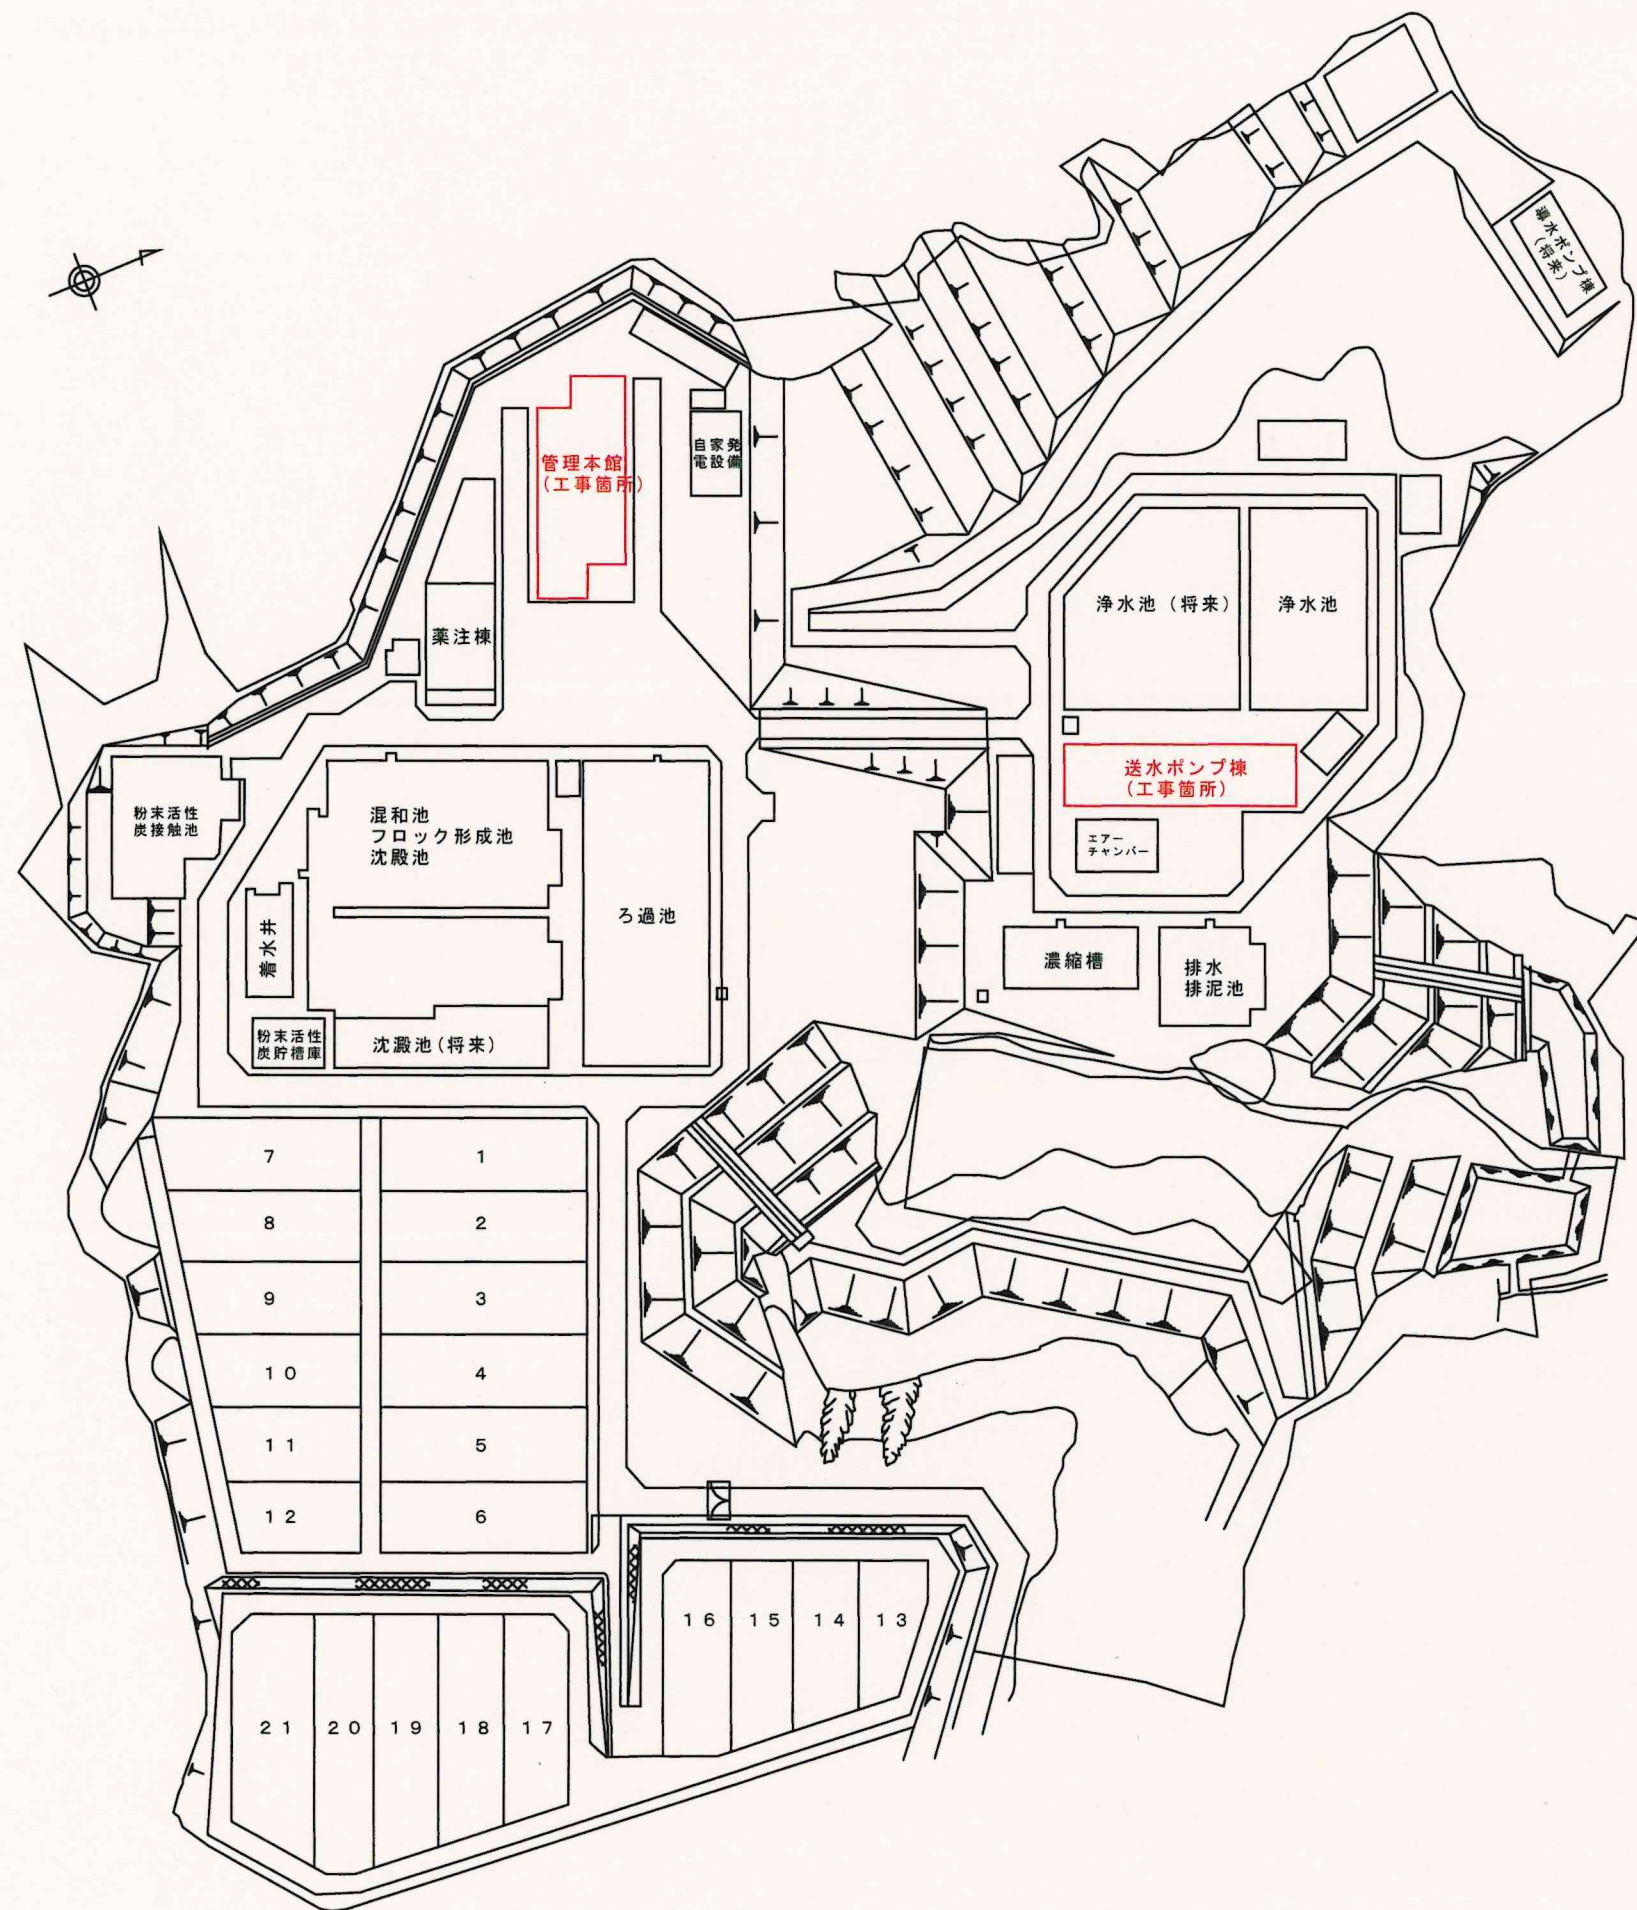 導水ポンプ棟
(将来)
管理本館
(工事箇所)
自家発
電設備
薬注棟
浄水池(将来)
浄水池
送水ポンプ棟
(工事箇所)
エアー
チャンバー
粉末活性
炭接触池
混和池
フロック形成池
沈殿池
ろ過池
着水井
濃縮槽
排水
排泥池
粉末活性
炭貯槽庫
沈澱池(将来)
7
1
8
2
9
3
10
4
11
5
12
6
16
15
14
13
21
20
19
18
17